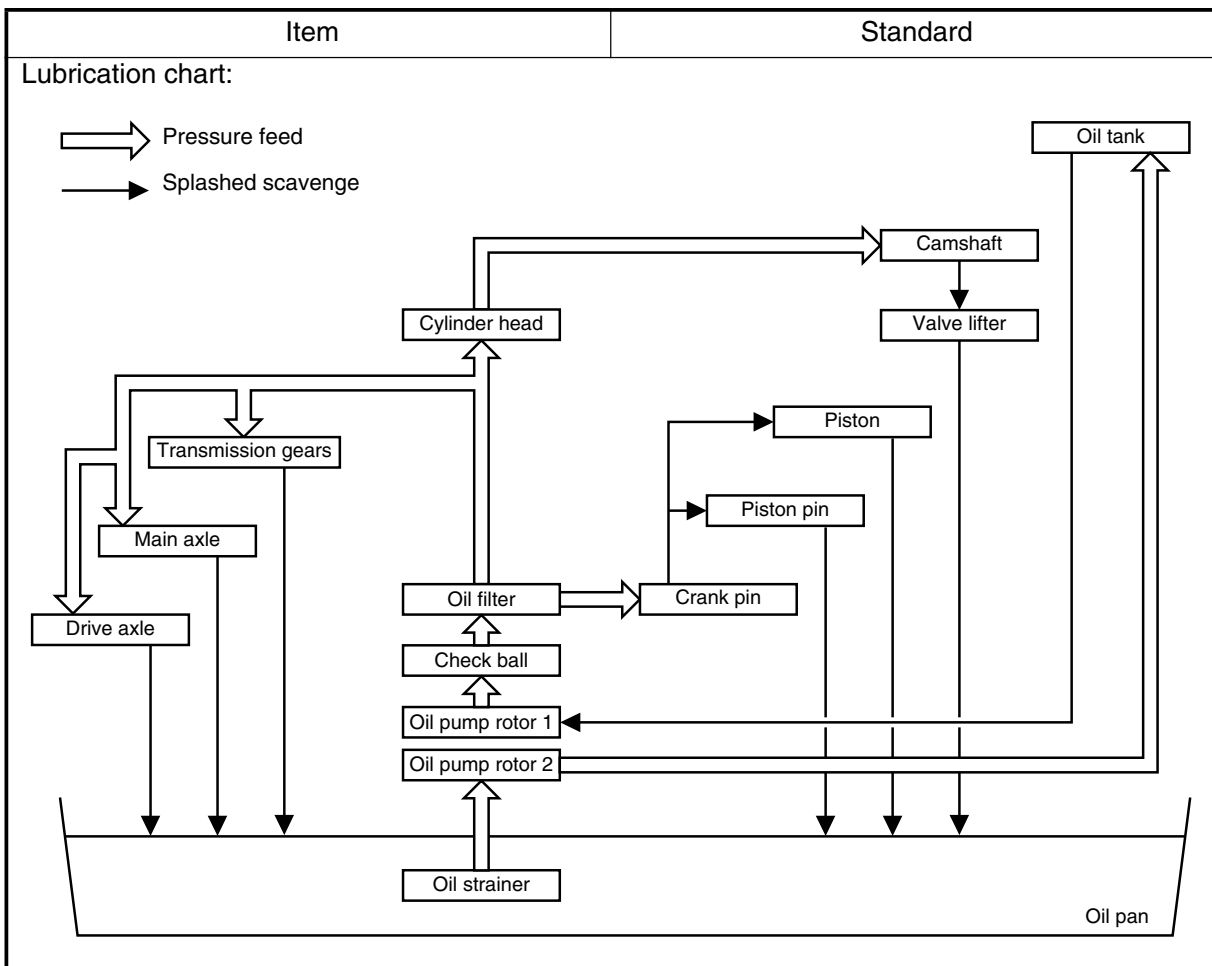 Item
Standard
Lubrication chart:
Pressure feed
Splashed scavenge
Oil tank
Camshaft
Cylinder head
Valve lifter
Piston
Transmission gears
Piston pin
Main axle
Oil filter
Crank pin
Drive axle
Check ball
Oil pump rotor 1
Oil pump rotor 2
Oil strainer
Oil pan